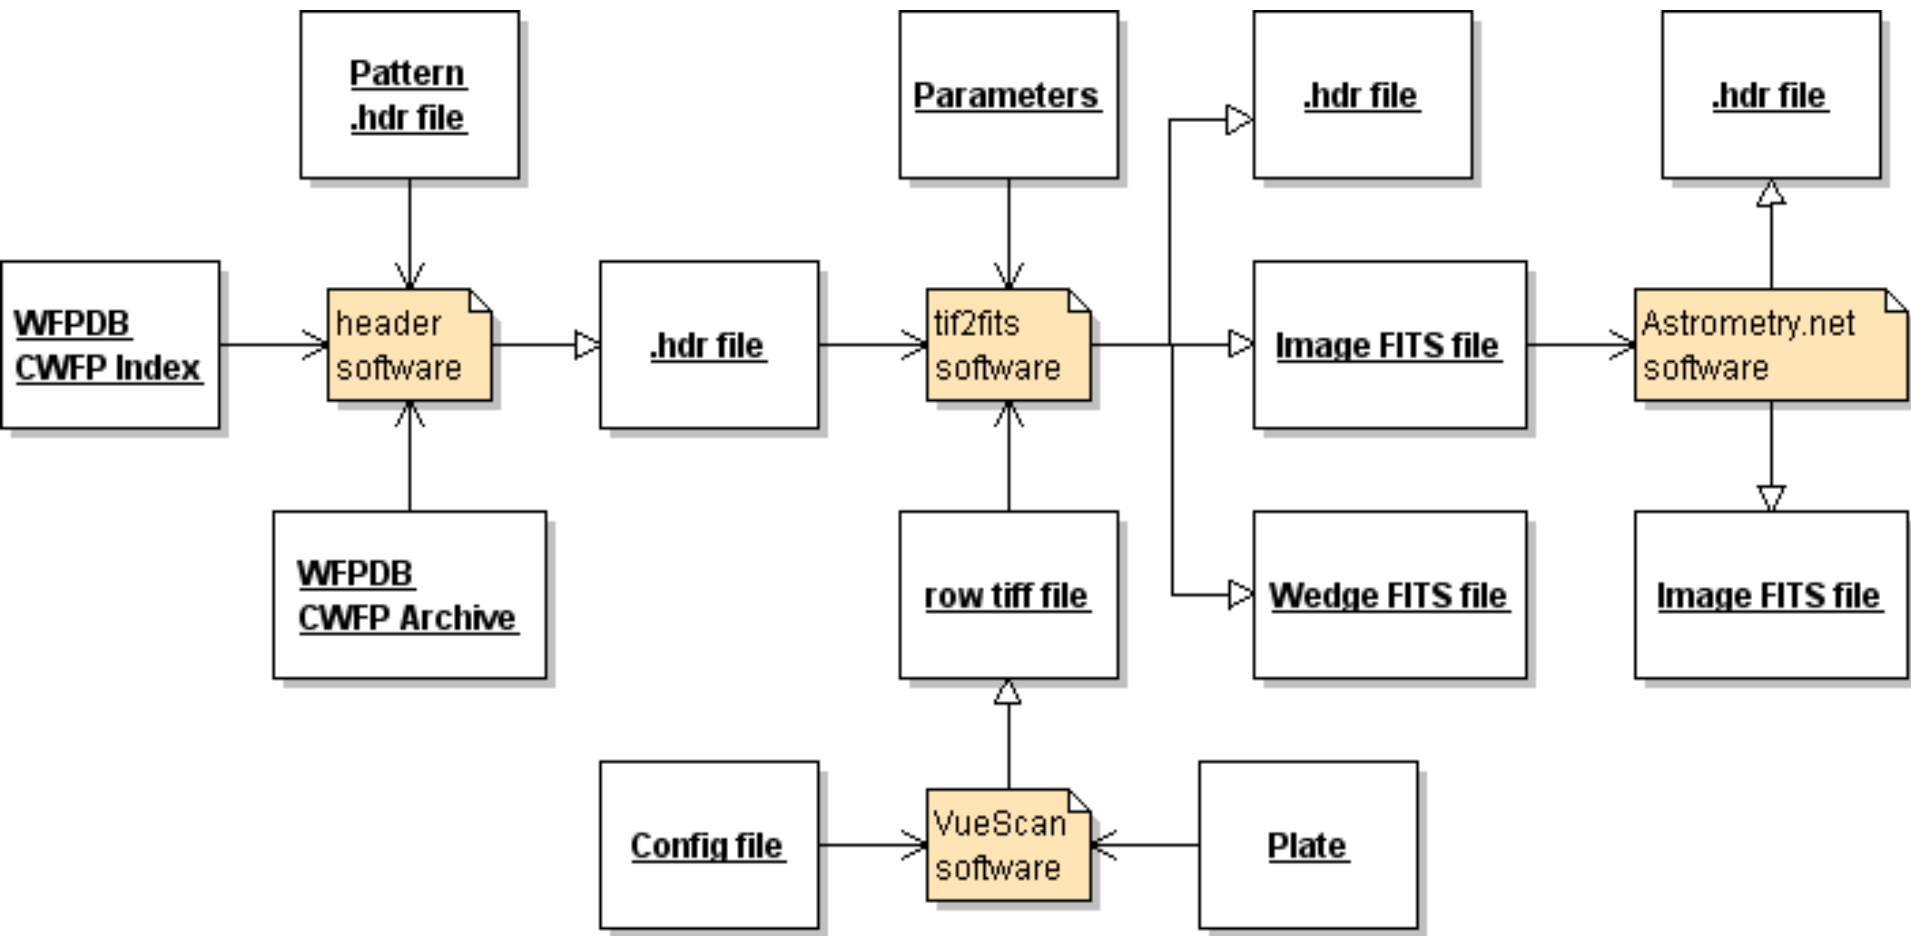 Pattern
.hdr file
Parameters
.hdr file
.hdr file
WFPDB
CWFP Index
header
software
.hdr file
tif2fits
software
Image FITS file
Astrometry.net
software
WFPDB
CWFP Archive
row tiff file
Wedge FITS file
Image FITS file
Config file
VueScan
software
Plate